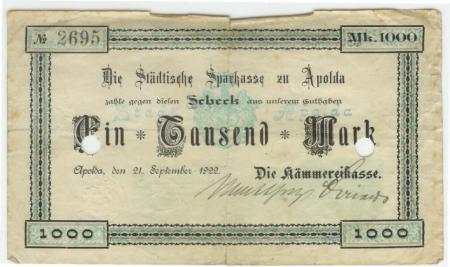 № 2695
Mk. 1000
Die Städtische Sparkasse zu Apolda
zahle gegen diesen Scheck aus unserem Guthaben
Ein * Tausend * Mark
Apolda, den 21. September 1922.
Die Kämmereikasse.
1000
1000